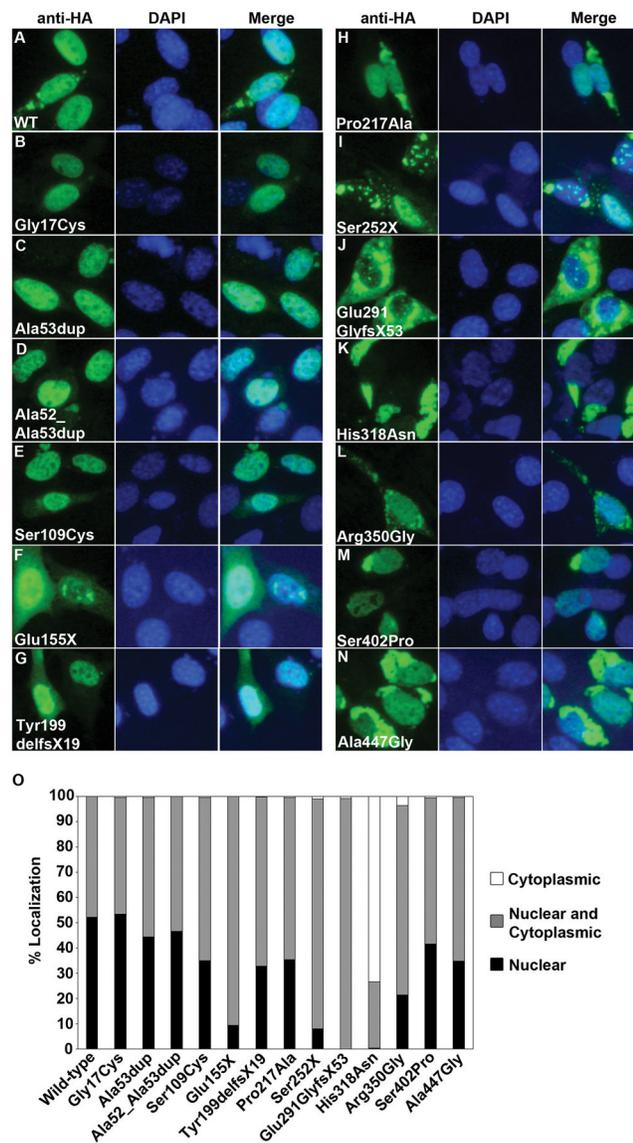 anti-HA DAPI Merge
anti-HA DAPI Merge
A
WT
B
Gly17Cys
C
Ala53dup
D
Ala52_
Ala53dup
E
Ser109Cys
F
Glu155X
G
Tyr199
delfsX19
H
Pro217Ala
I
Ser252X
J
Glu291
GlyfsX53
K
His318Asn
L
Arg350Gly
M
Ser402Pro
N
Ala447Gly
O
100
90
80
70
60
50
40
30
20
10
0
% Localization
Cytoplasmic
Nuclear and
Cytoplasmic
Nuclear
Wild-type
Gly17Cys
Ala53dup
Ala52_Ala53dup
Ser109Cys
Glu155X
Tyr199delfsX19
Pro217Ala
Ser252X
Glu291GlyfsX53
His318Asn
Arg350Gly
Ser402Pro
Ala447Gly